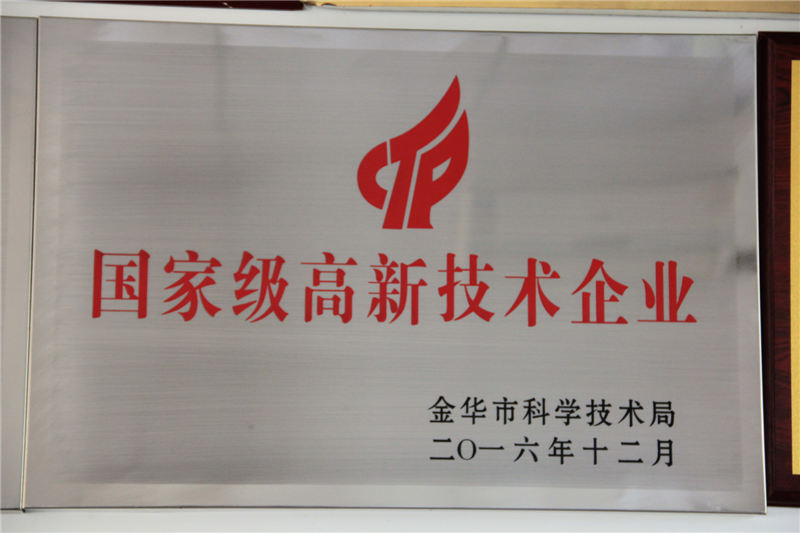 CTP
国家级高新技术企业
金华市科学技术局
二〇一六年十二月